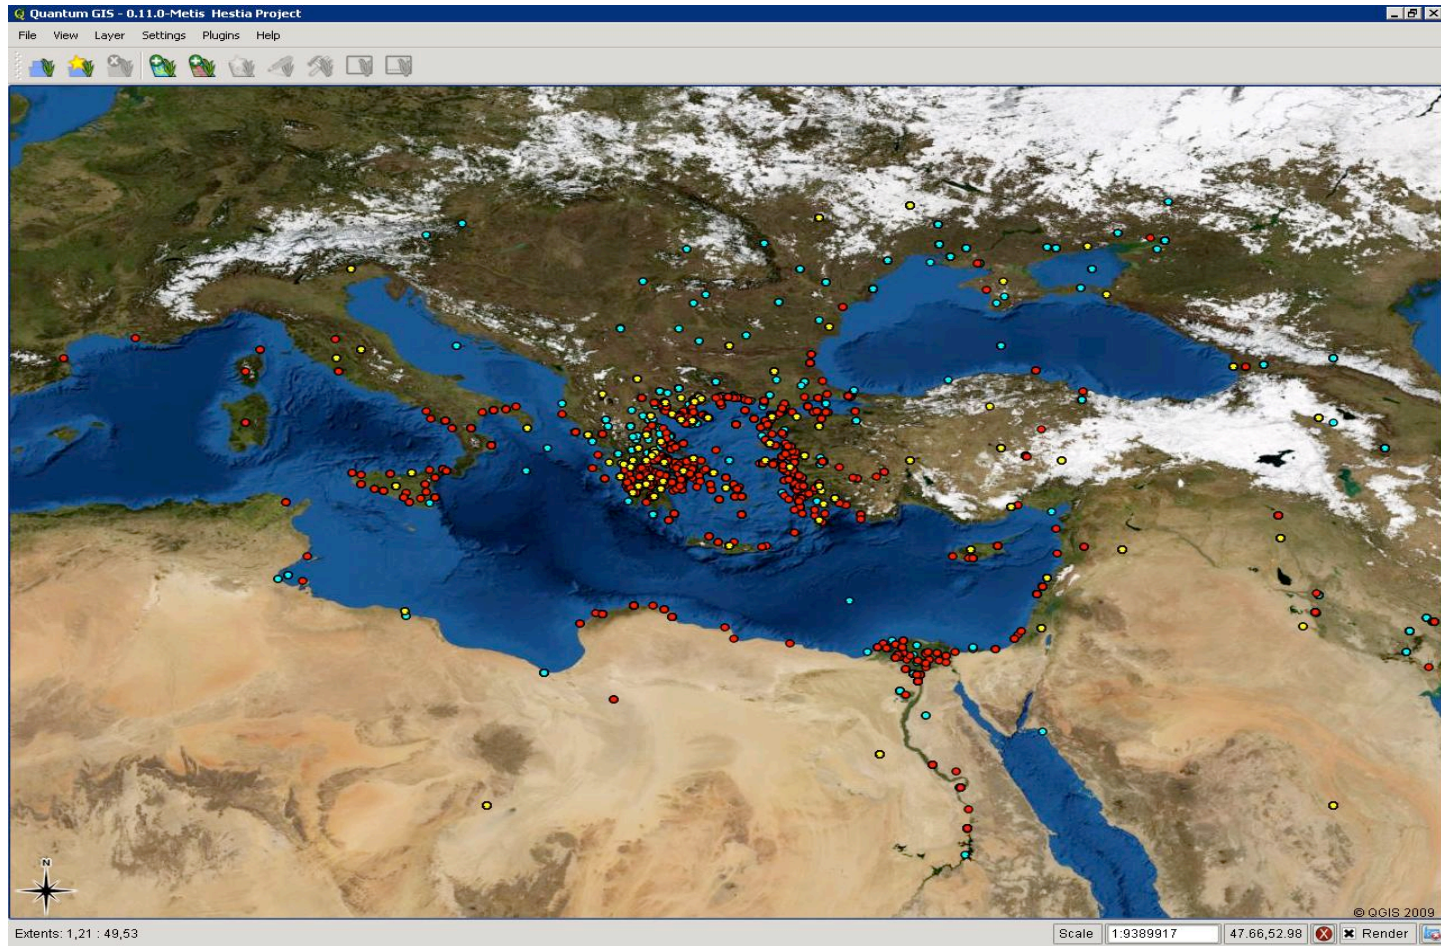 Quantum GIS - 0.11.0-Metis Hestia Project
File View Layer Settings Plugins Help
N
© QGIS 2009
Extents: 1,21 : 49,53 Scale 1:9389917 47.66,52.98 Render